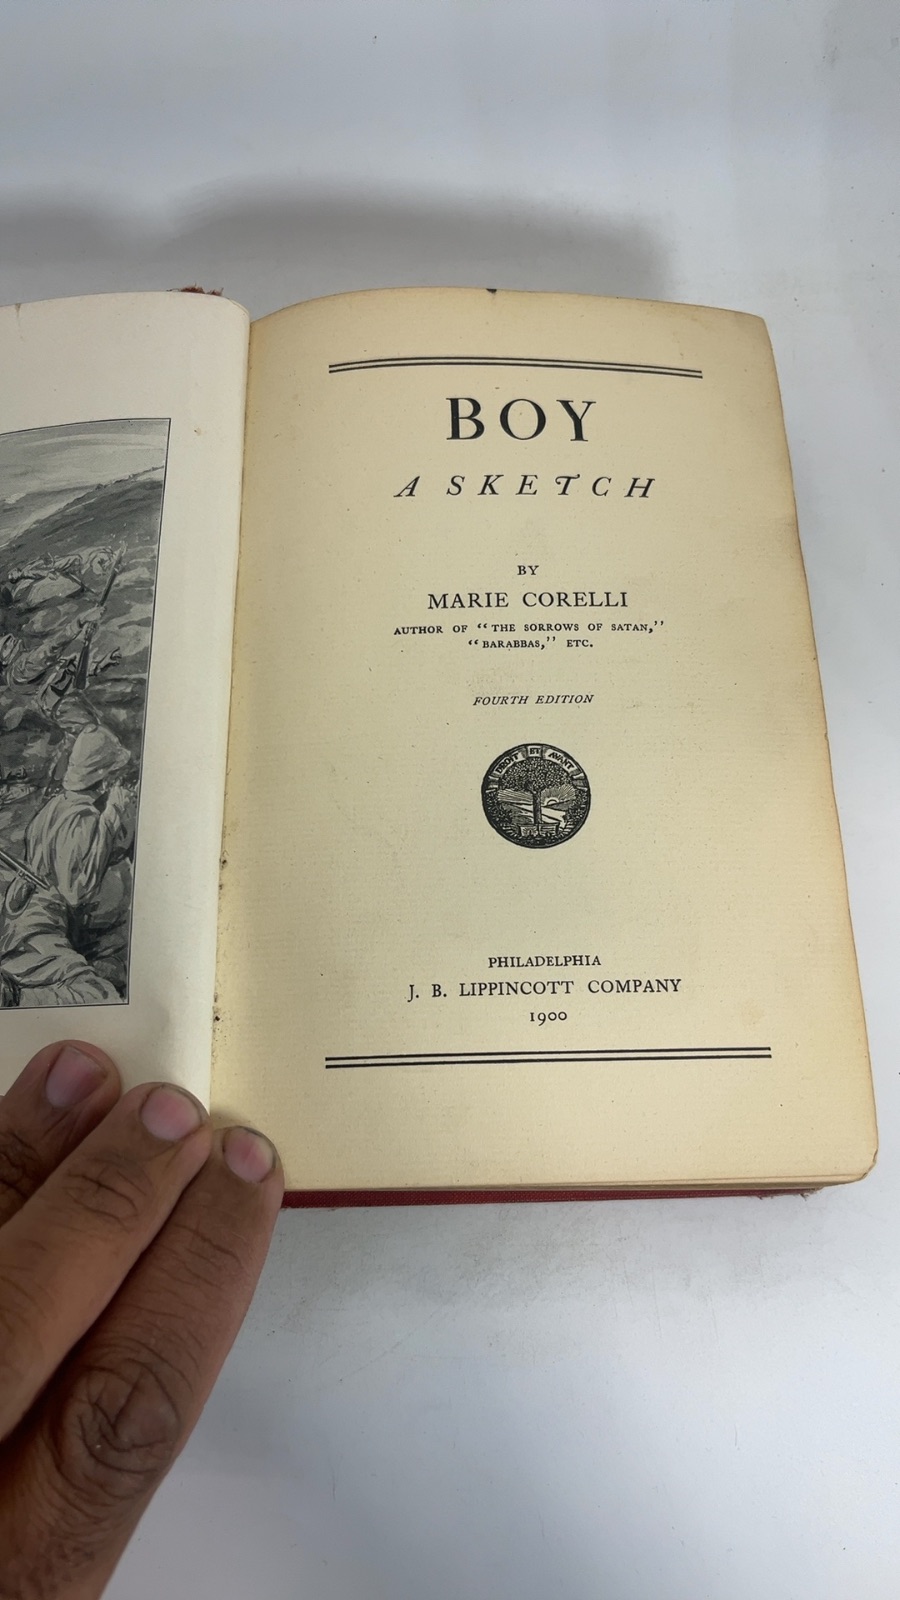 BOY
A SKETCH
BY
MARIE CORELLI
AUTHOR OF “THE SORROWS OF SATAN,”
“BARABBAS,” ETC.
FOURTH EDITION
DROIT ET AVANT
PHILADELPHIA
J. B. LIPPINCOTT COMPANY
1900